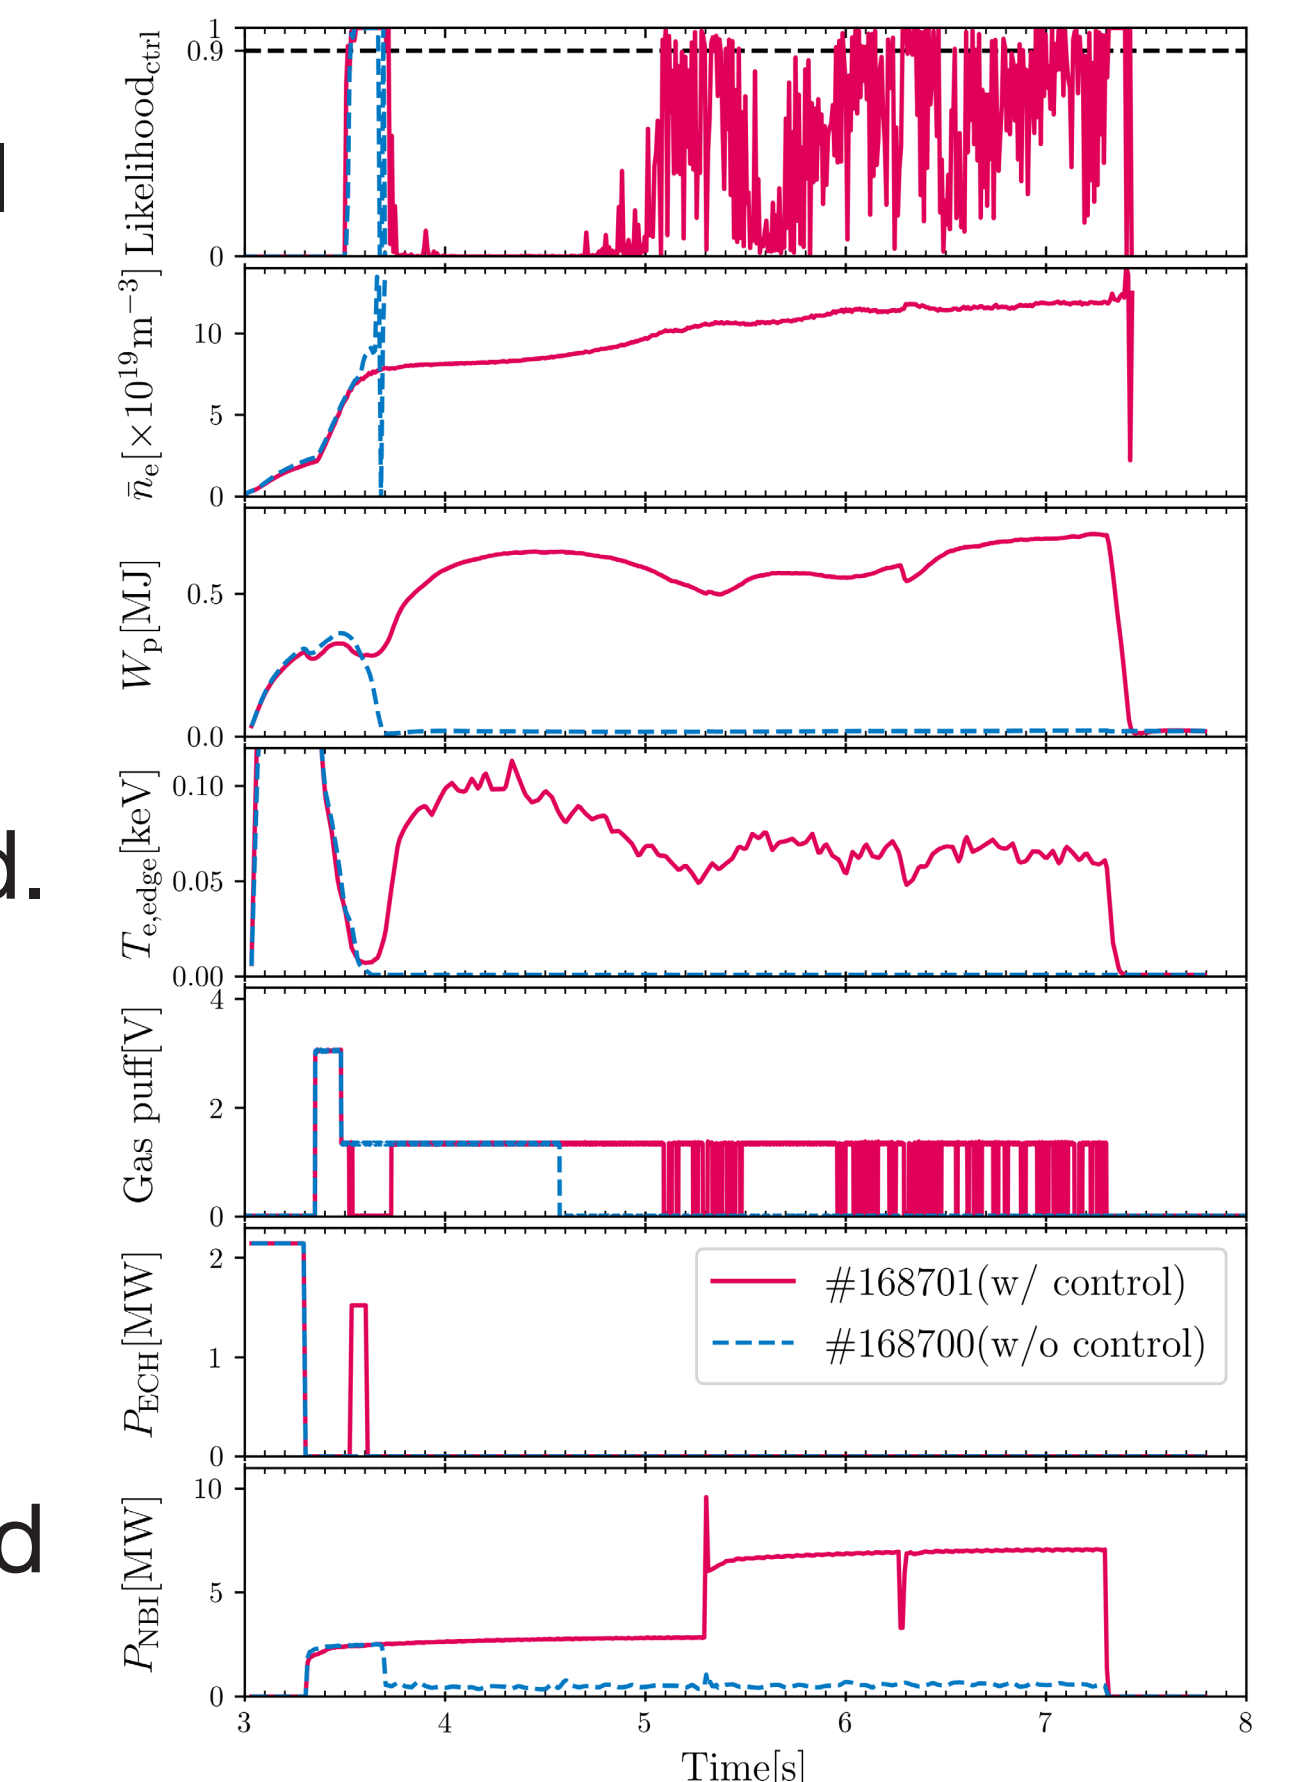 1
0.9
0
Likelihood_ctrl
d
10
5
0
n̄_e[×10^19 m^−3]
0.5
0.0
W_p[MJ]
0.10
0.05
0.00
T_e,edge[keV]
d.
4
2
0
Gas puff[V]
2
1
0
P_ECH[MW]
#168701(w/ control)
#168700(w/o control)
10
5
0
P_NBI[MW]
d
3 4 5 6 7 8
Time[s]